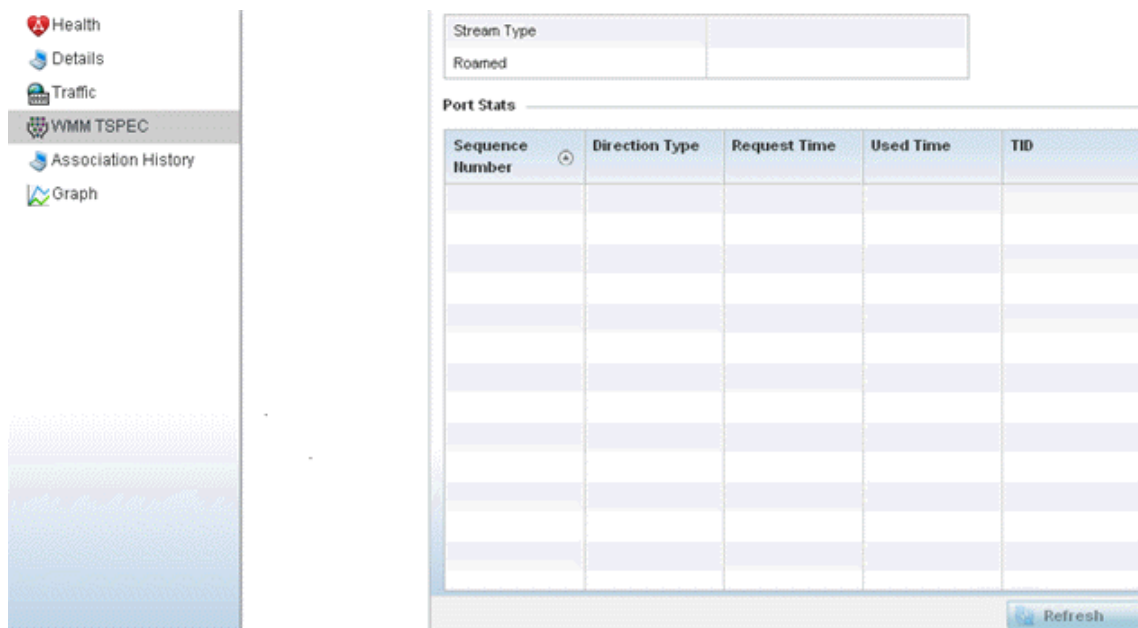 Health
Details
Traffic
WMM TSPEC
Association History
Graph
Stream Type
Roamed
Port Stats
Sequence Number
Direction Type
Request Time
Used Time
TID
Refresh